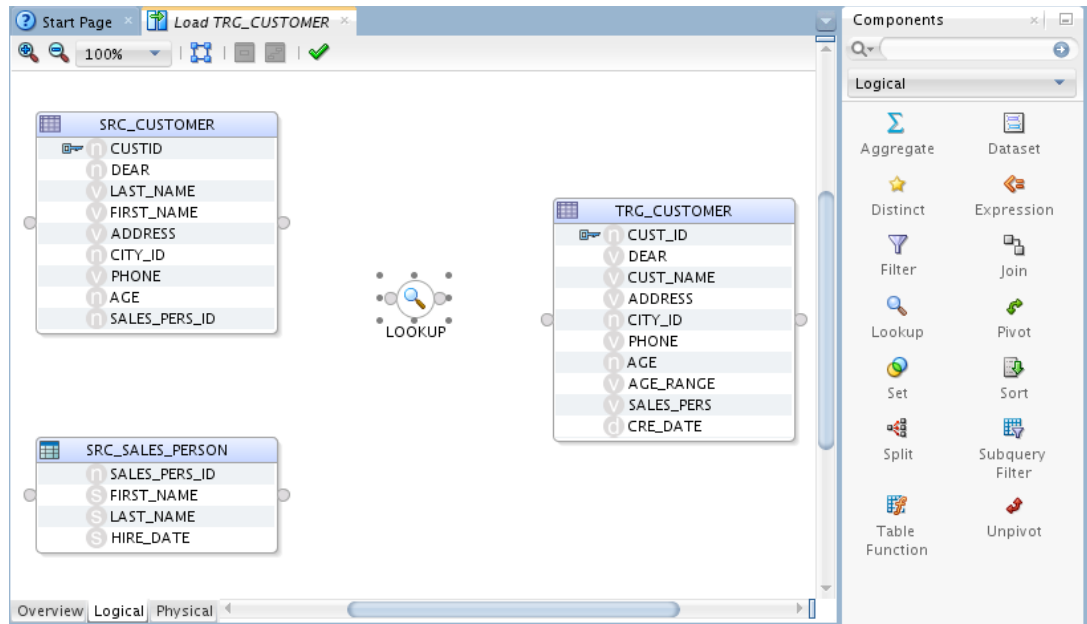 Start Page
Load TRG_CUSTOMER
100%
SRC_CUSTOMER
n CUSTID
n DEAR
v LAST_NAME
v FIRST_NAME
v ADDRESS
n CITY_ID
v PHONE
n AGE
n SALES_PERS_ID
LOOKUP
TRG_CUSTOMER
n CUST_ID
v DEAR
v CUST_NAME
v ADDRESS
n CITY_ID
v PHONE
n AGE
v AGE_RANGE
v SALES_PERS
d CRE_DATE
SRC_SALES_PERSON
n SALES_PERS_ID
S FIRST_NAME
S LAST_NAME
S HIRE_DATE
Overview Logical Physical
Components
Logical
Aggregate
Dataset
Distinct
Expression
Filter
Join
Lookup
Pivot
Set
Sort
Split
Subquery
Filter
Table
Function
Unpivot